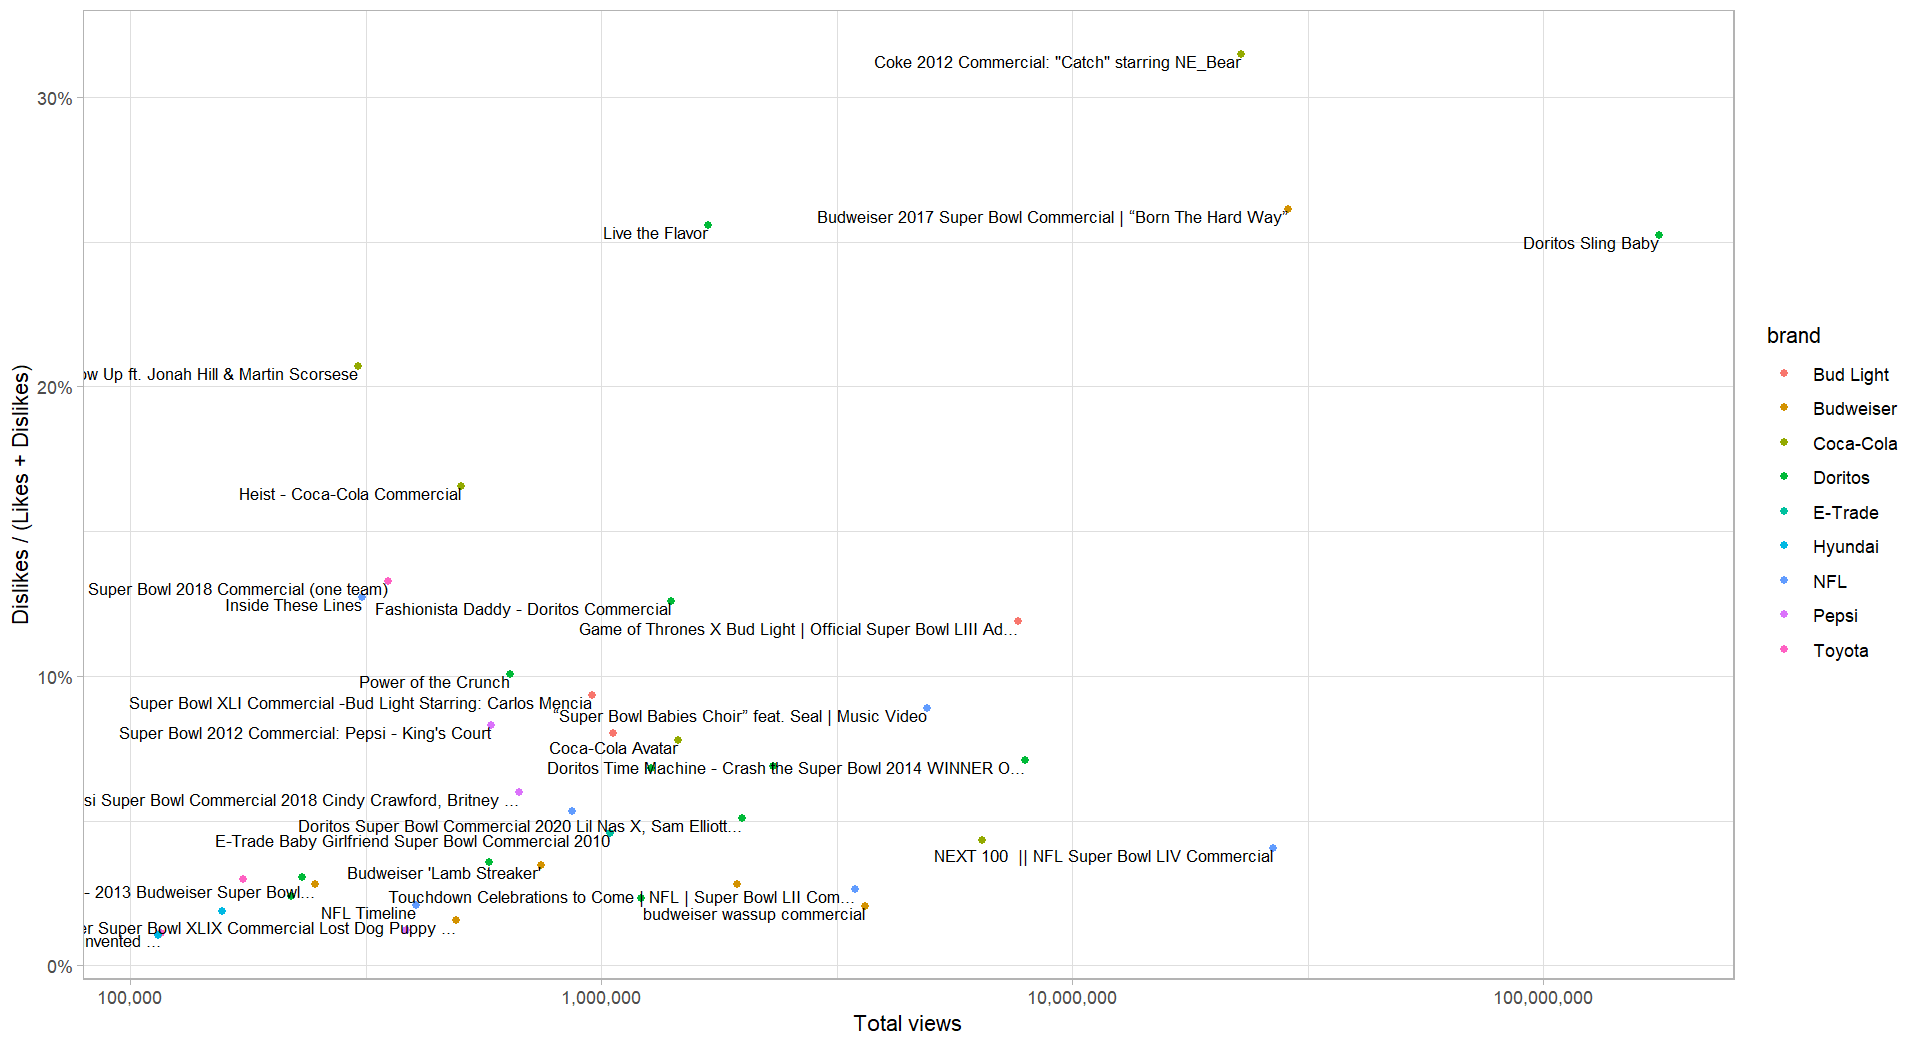 Coke 2012 Commercial: "Catch" starring NE_Bear
30%
Budweiser 2017 Super Bowl Commercial | “Born The Hard Way”
Live the Flavor
Doritos Sling Baby
ow Up ft. Jonah Hill & Martin Scorsese
20%
Heist - Coca-Cola Commercial
Super Bowl 2018 Commercial (one team)
Inside These Lines
Fashionista Daddy - Doritos Commercial
Game of Thrones X Bud Light | Official Super Bowl LIII Ad…
10%
Power of the Crunch
Super Bowl XLI Commercial -Bud Light Starring: Carlos Mencia
“Super Bowl Babies Choir” feat. Seal | Music Video
Super Bowl 2012 Commercial: Pepsi - King's Court
Coca-Cola Avatar
Doritos Time Machine - Crash the Super Bowl 2014 WINNER O…
si Super Bowl Commercial 2018 Cindy Crawford, Britney …
Doritos Super Bowl Commercial 2020 Lil Nas X, Sam Elliott…
E-Trade Baby Girlfriend Super Bowl Commercial 2010
NEXT 100  || NFL Super Bowl LIV Commercial
Budweiser 'Lamb Streaker'
- 2013 Budweiser Super Bowl…
Touchdown Celebrations to Come | NFL | Super Bowl LII Com…
NFL Timeline
budweiser wassup commercial
er Super Bowl XLIX Commercial Lost Dog Puppy …
nvented …
0%
100,000
1,000,000
10,000,000
100,000,000
Total views
Dislikes / (Likes + Dislikes)
brand
Bud Light
Budweiser
Coca-Cola
Doritos
E-Trade
Hyundai
NFL
Pepsi
Toyota